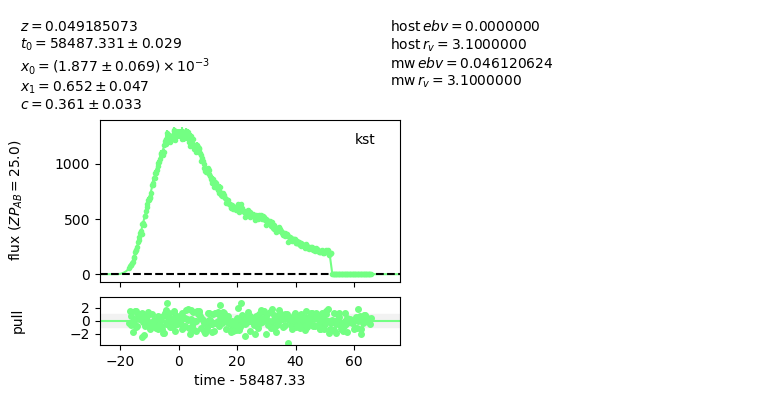 z = 0.049185073
t₀ = 58487.331 ± 0.029
x₀ = (1.877 ± 0.069) × 10⁻³
x₁ = 0.652 ± 0.047
c = 0.361 ± 0.033
host ebv = 0.0000000
host r_v = 3.1000000
mw ebv = 0.046120624
mw r_v = 3.1000000
kst
flux (ZP_AB = 25.0)
1000
500
0
pull
2
0
−2
−20 0 20 40 60
time - 58487.33